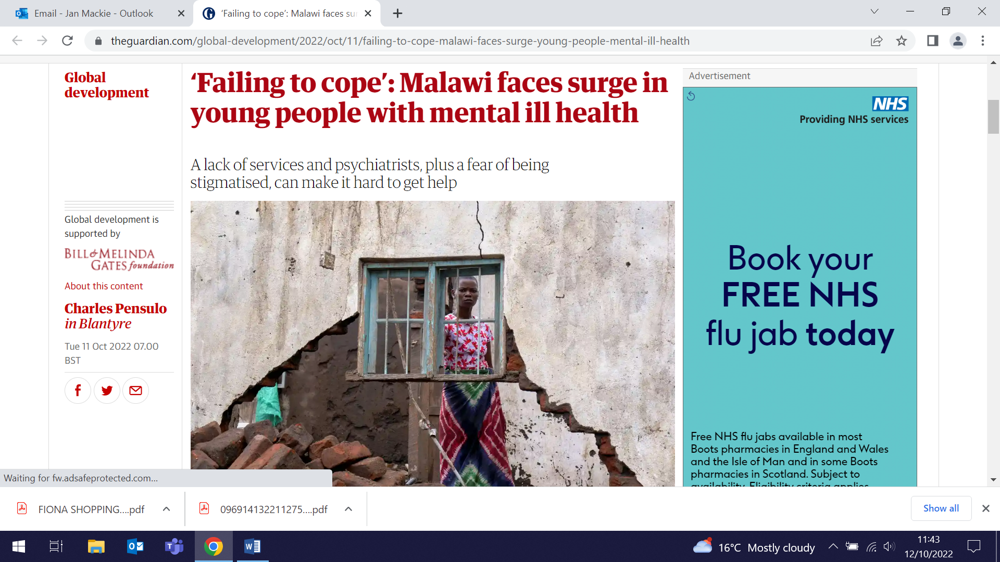 Email - Jan Mackie - Outlook
‘Failing to cope’: Malawi faces sur
theguardian.com/global-development/2022/oct/11/failing-to-cope-malawi-faces-surge-young-people-mental-ill-health
Global
development
‘Failing to cope’: Malawi faces surge in
young people with mental ill health
A lack of services and psychiatrists, plus a fear of being
stigmatised, can make it hard to get help
Global development is
supported by
BILL & MELINDA
GATES foundation
About this content
Charles Pensulo
in Blantyre
Tue 11 Oct 2022 07.00
BST
Advertisement
NHS
Providing NHS services
Book your
FREE NHS
flu jab today
Free NHS flu jabs available in most
Boots pharmacies in England and Wales
and the Isle of Man and in some Boots
pharmacies in Scotland. Subject to
availability. Eligibility criteria applies
Waiting for fw.adsafeprotected.com...
FIONA SHOPPING....pdf
096914132211275....pdf
Show all
16°C Mostly cloudy
11:43
12/10/2022